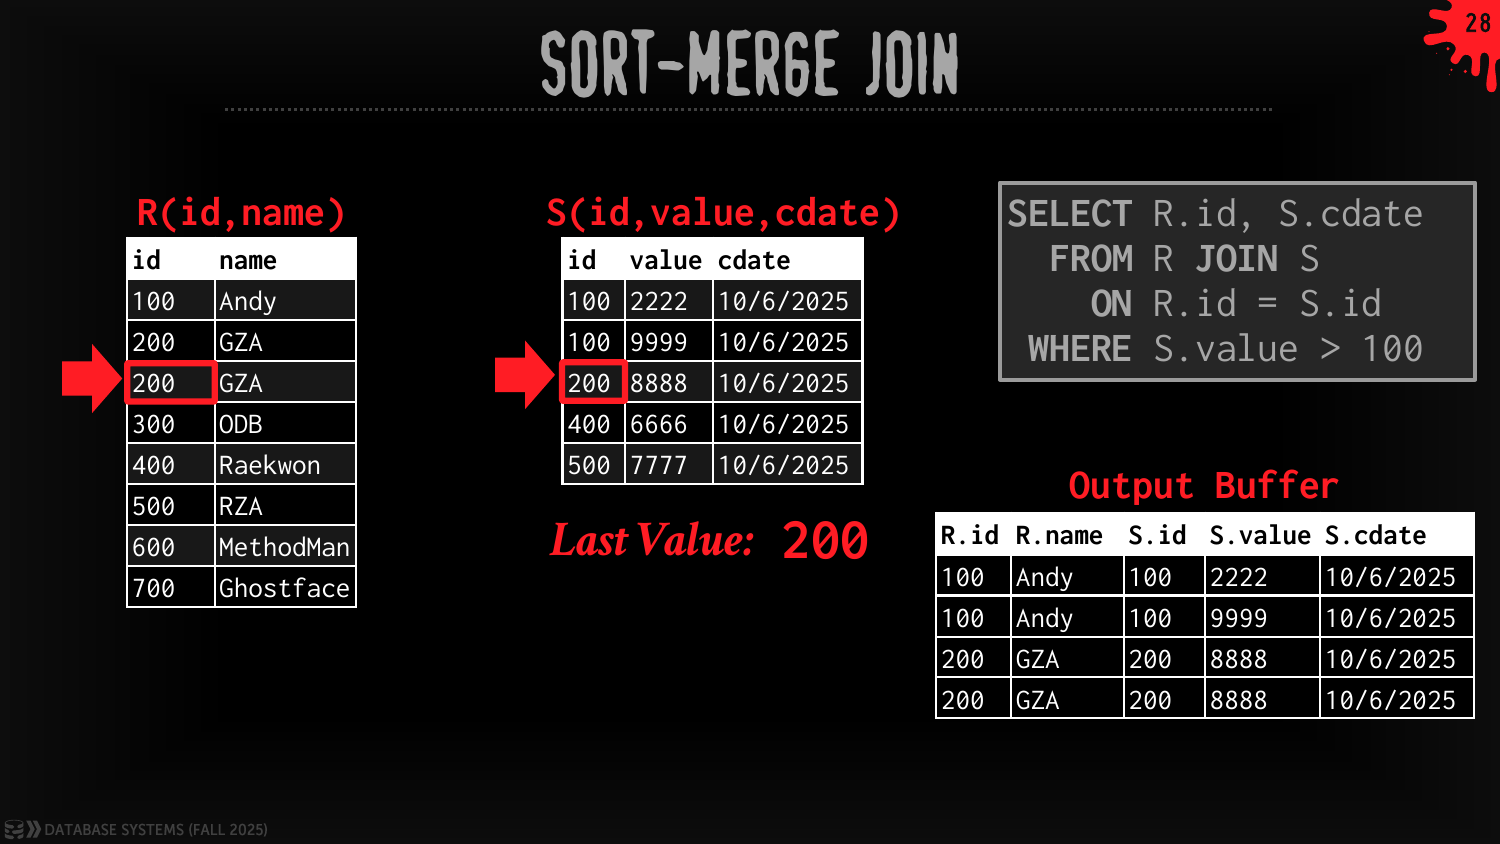 28
SORT-MERGE JOIN
R(id,name)
id name
100 Andy
200 GZA
200 GZA
300 ODB
400 Raekwon
500 RZA
600 MethodMan
700 Ghostface
S(id,value,cdate)
id value cdate
100 2222 10/6/2025
100 9999 10/6/2025
200 8888 10/6/2025
400 6666 10/6/2025
500 7777 10/6/2025
Last Value: 200
SELECT R.id, S.cdate
FROM R JOIN S
ON R.id = S.id
WHERE S.value > 100
Output Buffer
R.id R.name S.id S.value S.cdate
100 Andy 100 2222 10/6/2025
100 Andy 100 9999 10/6/2025
200 GZA 200 8888 10/6/2025
200 GZA 200 8888 10/6/2025
DATABASE SYSTEMS (FALL 2025)